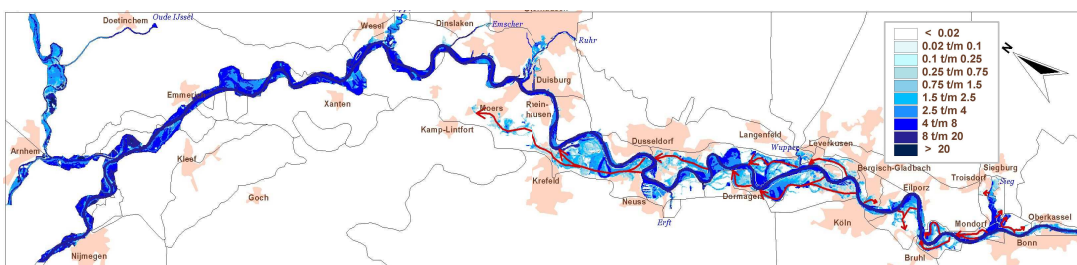 Doetinchem
Oude IJssel
Wesel
Dinslaken
Emscher
Ruhr
Duisburg
Emmerich
Xanten
Rhein-
hausen
Moers
Kamp-Lintfort
Arnhem
Kleef
Goch
Nijmegen
Krefeld
Dusseldorf
Neuss
Erft
Langenfeld
Wupper
Leverkusen
Dormagen
Bergisch-Gladbach
Köln
Eilporz
Bruhl
Troisdorf
Siegburg
Sieg
Mondorf
Oberkassel
Bonn
< 0.02
0.02 t/m 0.1
0.1 t/m 0.25
0.25 t/m 0.75
0.75 t/m 1.5
1.5 t/m 2.5
2.5 t/m 4
4 t/m 8
8 t/m 20
> 20
N